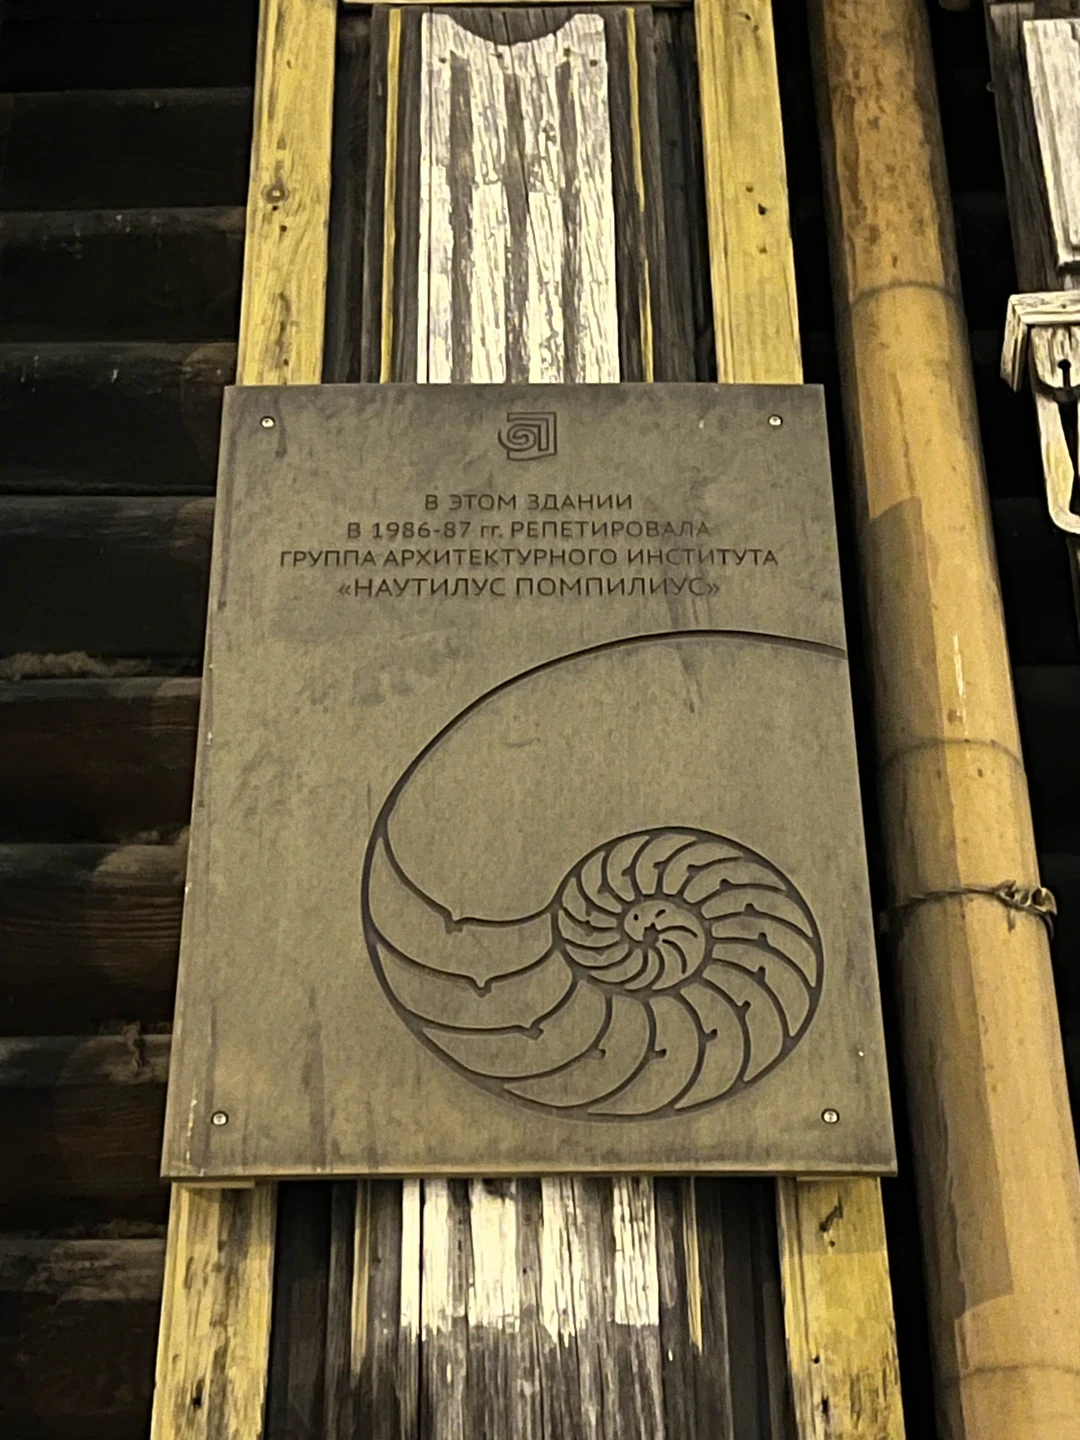 В ЭТОМ ЗДАНИИ
В 1986-87 гг. РЕПЕТИРОВАЛА
ГРУППА АРХИТЕКТУРНОГО ИНСТИТУТА
«НАУТИЛУС ПОМПИЛИУС»